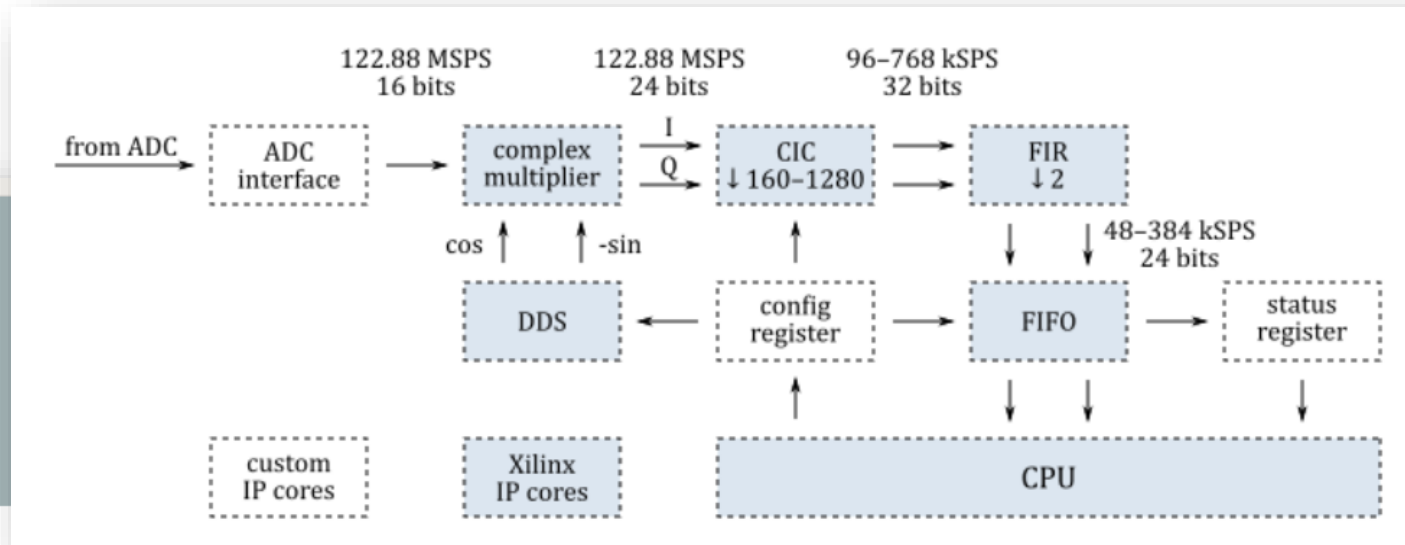 122.88 MSPS
16 bits
122.88 MSPS
24 bits
96–768 kSPS
32 bits
from ADC
ADC
interface
complex
multiplier
I
Q
CIC
↓ 160–1280
FIR
↓ 2
cos
-sin
48–384 kSPS
24 bits
DDS
config
register
FIFO
status
register
custom
IP cores
Xilinx
IP cores
CPU